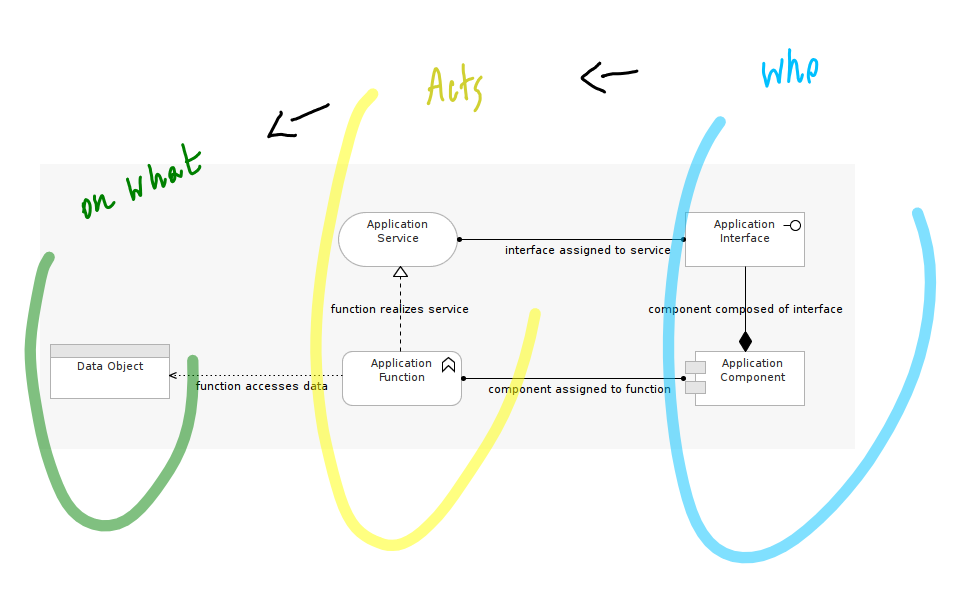 who
Acts
on what
Application
Service
Application
Interface
interface assigned to service
function realizes service
component composed of interface
Data Object
Application
Function
Application
Component
function accesses data
component assigned to function